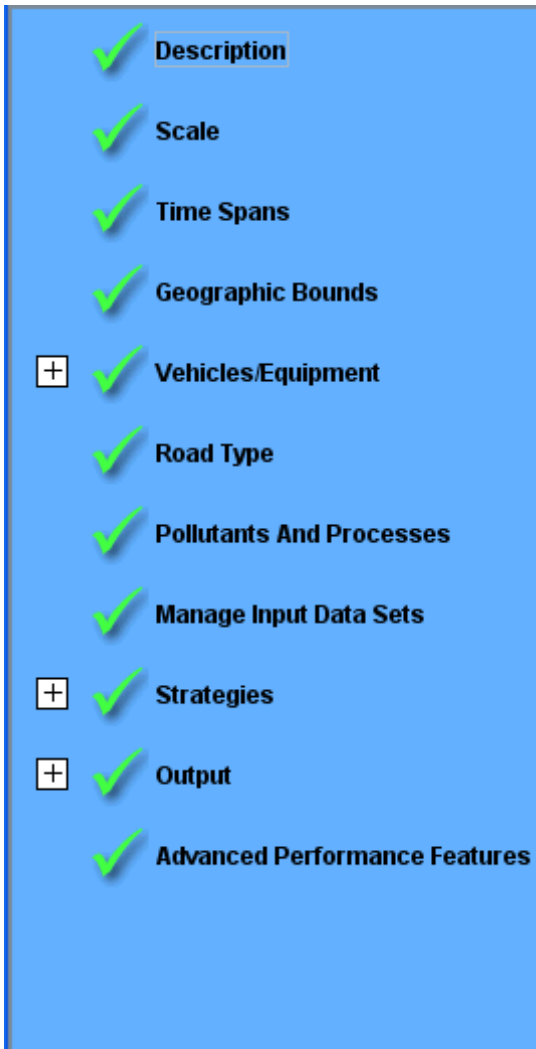 Description
Scale
Time Spans
Geographic Bounds
Vehicles/Equipment
Road Type
Pollutants And Processes
Manage Input Data Sets
Strategies
Output
Advanced Performance Features